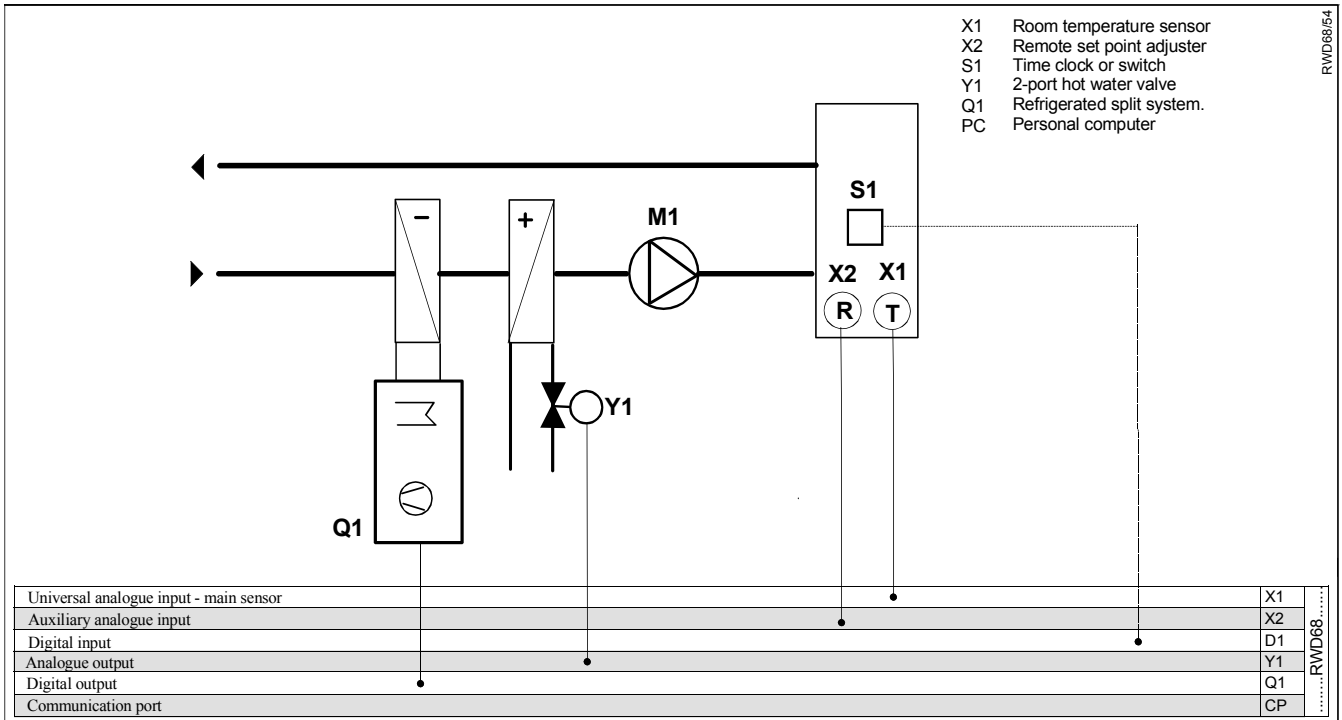 X1 Room temperature sensor
X2 Remote set point adjuster
S1 Time clock or switch
Y1 2-port hot water valve
Q1 Refrigerated split system.
PC Personal computer
RWD68/54
S1
- + M1
X2 X1
R T
Y1
Q1
Universal analogue input - main sensor X1
Auxiliary analogue input X2
Digital input D1
Analogue output Y1
Digital output Q1
Communication port CP
........RWD68......